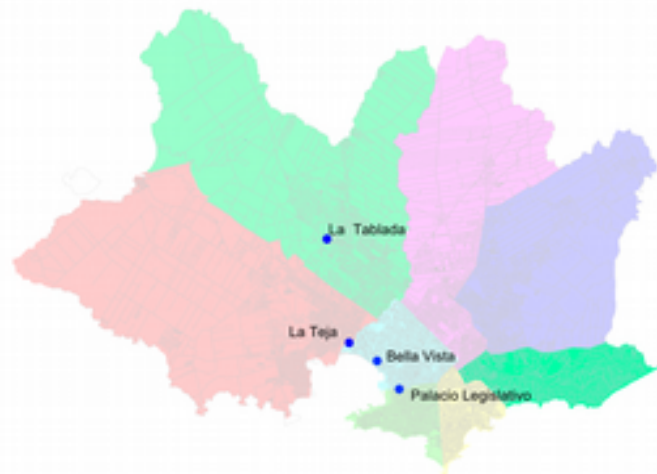 La Tablada
La Teja
Bella Vista
Palacio Legislativo